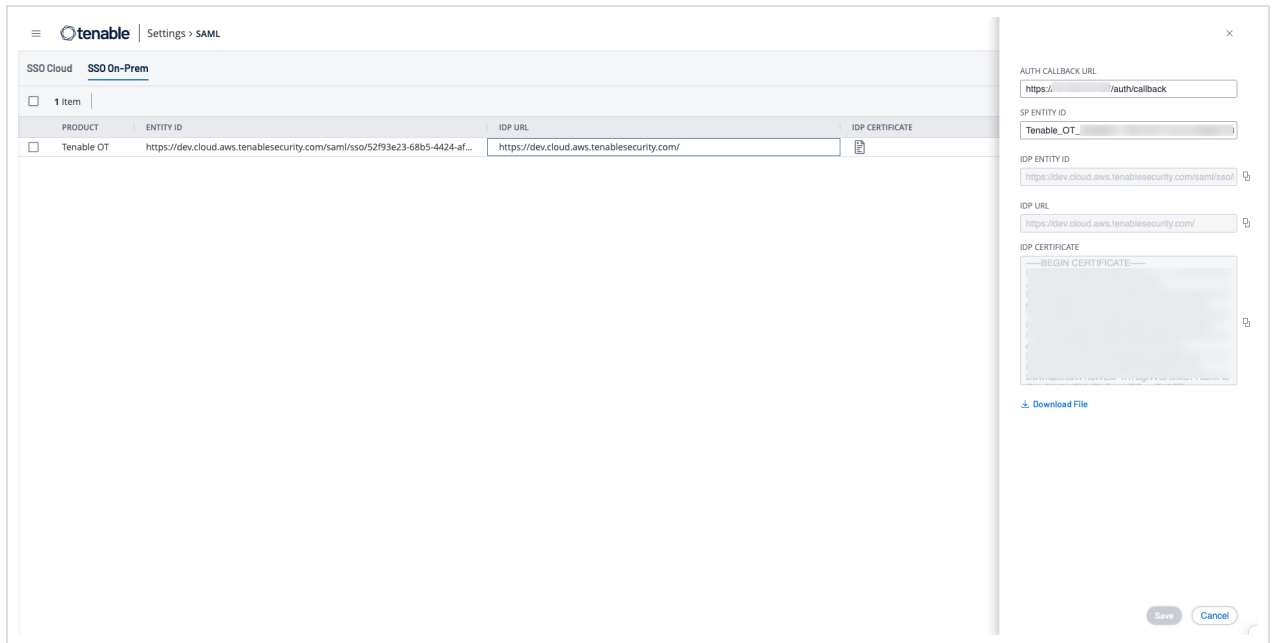 tenable Settings > SAML
SSO Cloud SSO On-Prem
1 Item
PRODUCT ENTITY ID IDP URL IDP CERTIFICATE
Tenable OT https://dev.cloud.aws.tenablesecurity.com/saml/sso/52f93e23-68b5-4424-af... https://dev.cloud.aws.tenablesecurity.com/
AUTH CALLBACK URL
https:/ /auth/callback
SP ENTITY ID
Tenable_OT_
IDP ENTITY ID
https://dev.cloud.aws.tenablesecurity.com/saml/sso/
IDP URL
https://dev.cloud.aws.tenablesecurity.com/
IDP CERTIFICATE
-----BEGIN CERTIFICATE-----
Download File
Save Cancel